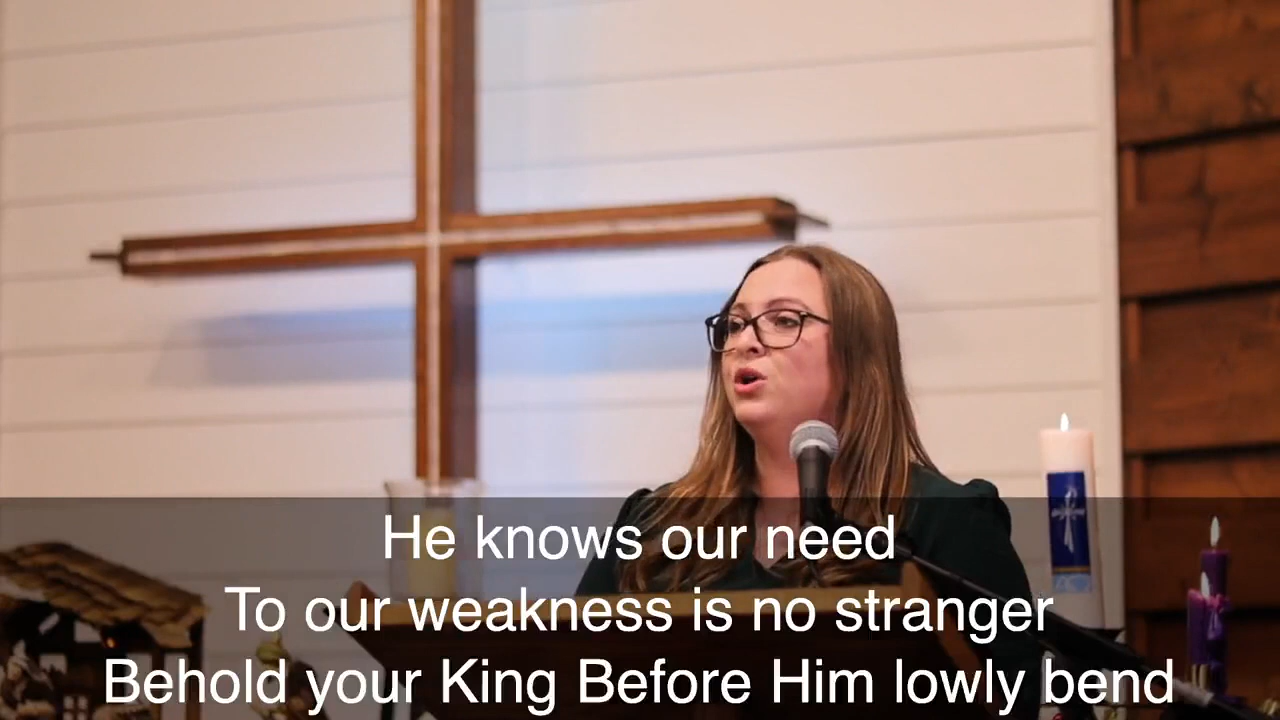 He knows our need
To our weakness is no stranger
Behold your King Before Him lowly bend